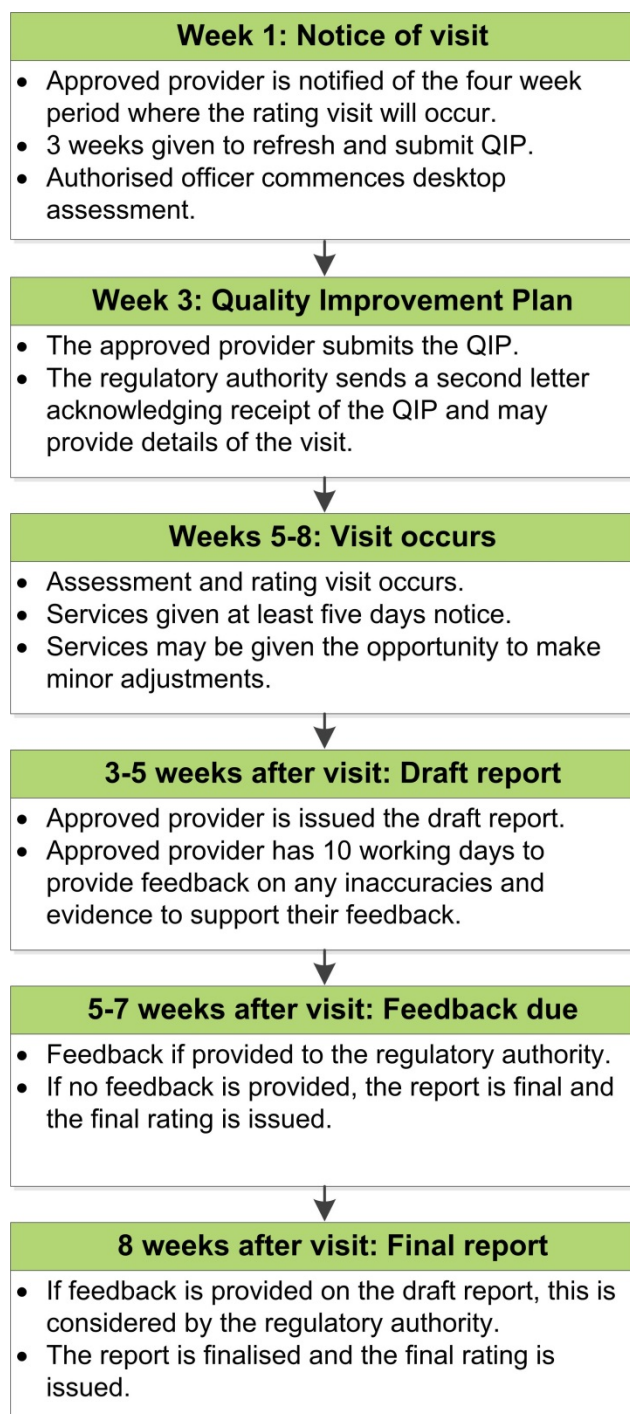 Week 1: Notice of visit
• Approved provider is notified of the four week
period where the rating visit will occur.
• 3 weeks given to refresh and submit QIP.
• Authorised officer commences desktop
assessment.
Week 3: Quality Improvement Plan
• The approved provider submits the QIP.
• The regulatory authority sends a second letter
acknowledging receipt of the QIP and may
provide details of the visit.
Weeks 5-8: Visit occurs
• Assessment and rating visit occurs.
• Services given at least five days notice.
• Services may be given the opportunity to make
minor adjustments.
3-5 weeks after visit: Draft report
• Approved provider is issued the draft report.
• Approved provider has 10 working days to
provide feedback on any inaccuracies and
evidence to support their feedback.
5-7 weeks after visit: Feedback due
• Feedback if provided to the regulatory authority.
• If no feedback is provided, the report is final and
the final rating is issued.
8 weeks after visit: Final report
• If feedback is provided on the draft report, this is
considered by the regulatory authority.
• The report is finalised and the final rating is
issued.